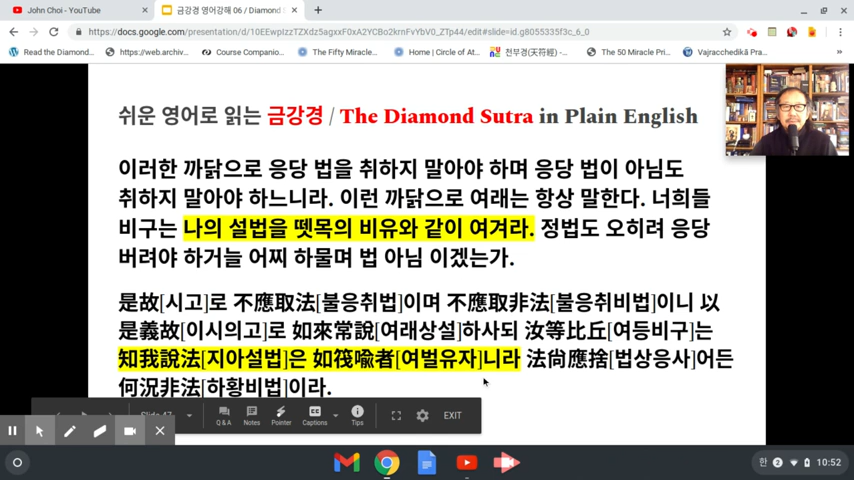 John Choi - YouTube
금강경 영어강해 06 / Diamond
https://docs.google.com/presentation/d/10EEwpIzzTZXdz5agxxF0xA2YCBo2krnFvYbV0_ZTp44/edit#slide=id.g8055335f3c_6_0
Read the Diamond...
https://web.archiv...
Course Companio...
The Fifty Miracle...
Home | Circle of At...
천부경(天符經) -...
The 50 Miracle Pri...
Vajracchedikā Pra...
쉬운 영어로 읽는 금강경 / The Diamond Sutra in Plain English
이러한 까닭으로 응당 법을 취하지 말아야 하며 응당 법이 아님도
취하지 말아야 하느니라. 이런 까닭으로 여래는 항상 말한다. 너희들
비구는 나의 설법을 뗏목의 비유와 같이 여겨라. 정법도 오히려 응당
버려야 하거늘 어찌 하물며 법 아님 이겠는가.
是故[시고]로 不應取法[불응취법]이며 不應取非法[불응취비법]이니 以
是義故[이시의고]로 如來常說[여래상설]하사되 汝等比丘[여등비구]는
知我說法[지아설법]은 如筏喩者[여벌유자]니라 法尙應捨[법상응사]어든
何況非法[하황비법]이라.
Slide 47
Q & A
Notes
Pointer
Captions
Tips
EXIT
한
2
10:52